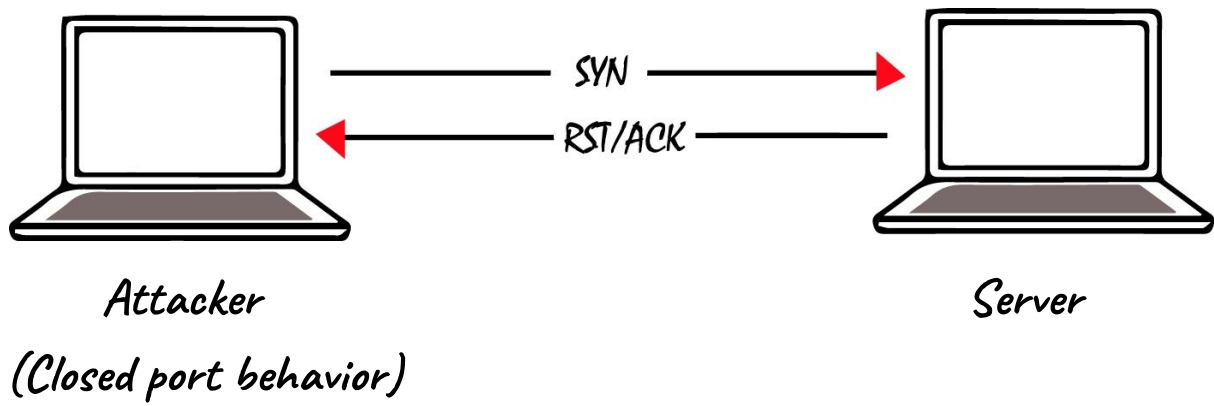 SYN
RST/ACK
Attacker
Server
(Closed port behavior)